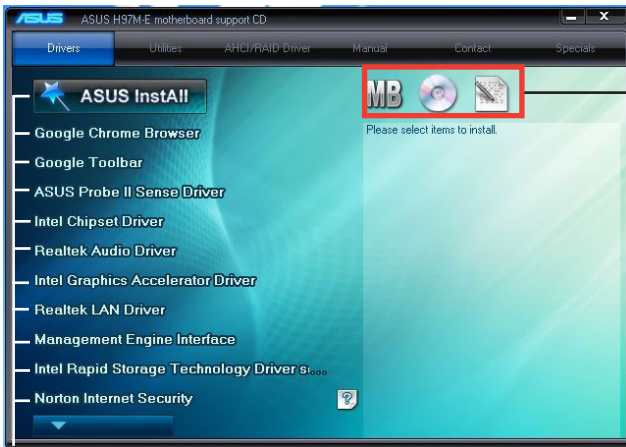 ASUS ASUS H97M-E motherboard support CD
Drivers Utilities AHCI/RAID Driver Manual Contact Specials
ASUS InstAll
MB
Please select items to install.
Google Chrome Browser
Google Toolbar
ASUS Probe II Sense Driver
Intel Chipset Driver
Realtek Audio Driver
Intel Graphics Accelerator Driver
Realtek LAN Driver
Management Engine Interface
Intel Rapid Storage Technology Driver s....
Norton Internet Security
?